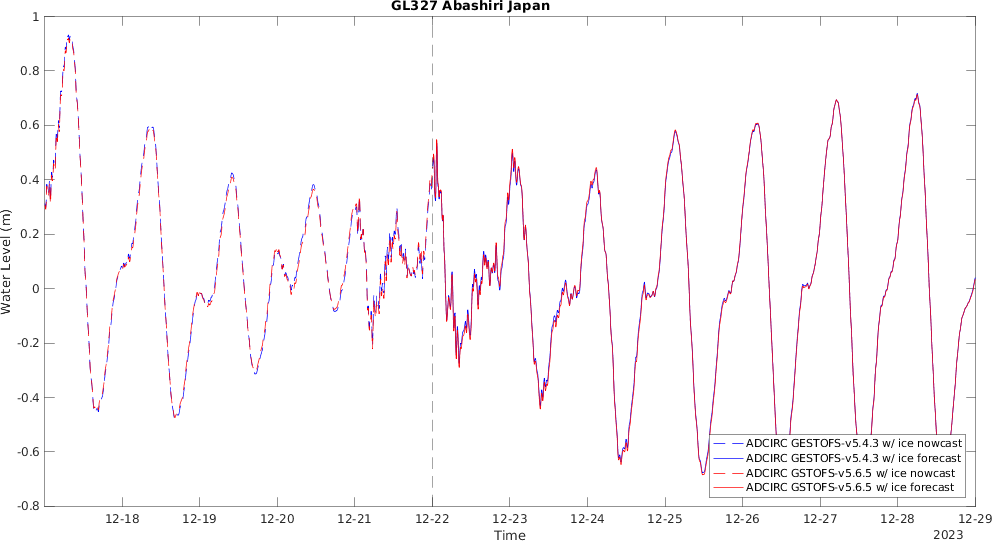 GL327 Abashiri Japan
1
0.8
0.6
0.4
0.2
0
-0.2
-0.4
-0.6
-0.8
Water Level (m)
ADCIRC GESTOFS-v5.4.3 w/ ice nowcast
ADCIRC GESTOFS-v5.4.3 w/ ice forecast
ADCIRC GSTOFS-v5.6.5 w/ ice nowcast
ADCIRC GSTOFS-v5.6.5 w/ ice forecast
12-18 12-19 12-20 12-21 12-22 12-23 12-24 12-25 12-26 12-27 12-28 12-29
Time
2023